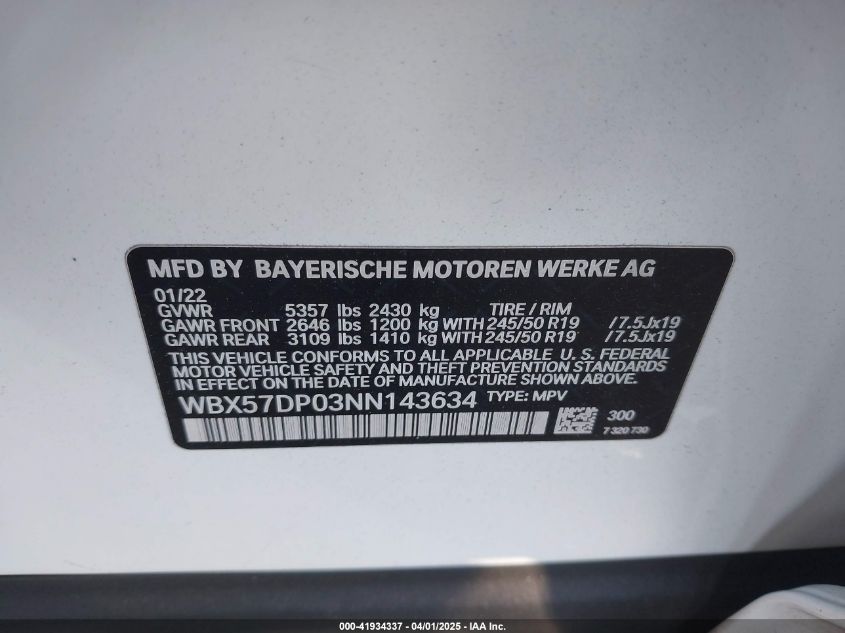 MFD BY BAYERISCHE MOTOREN WERKE AG
01/22
GVWR 5357 lbs 2430 kg TIRE / RIM
GAWR FRONT 2646 lbs 1200 kg WITH 245/50 R19 /7.5Jx19
GAWR REAR 3109 lbs 1410 kg WITH 245/50 R19 /7.5Jx19
THIS VEHICLE CONFORMS TO ALL APPLICABLE U. S. FEDERAL
MOTOR VEHICLE SAFETY AND THEFT PREVENTION STANDARDS
IN EFFECT ON THE DATE OF MANUFACTURE SHOWN ABOVE.
WBX57DP03NN143634 TYPE: MPV
300
7 320 730
000-41934337 - 04/01/2025 - IAA Inc.